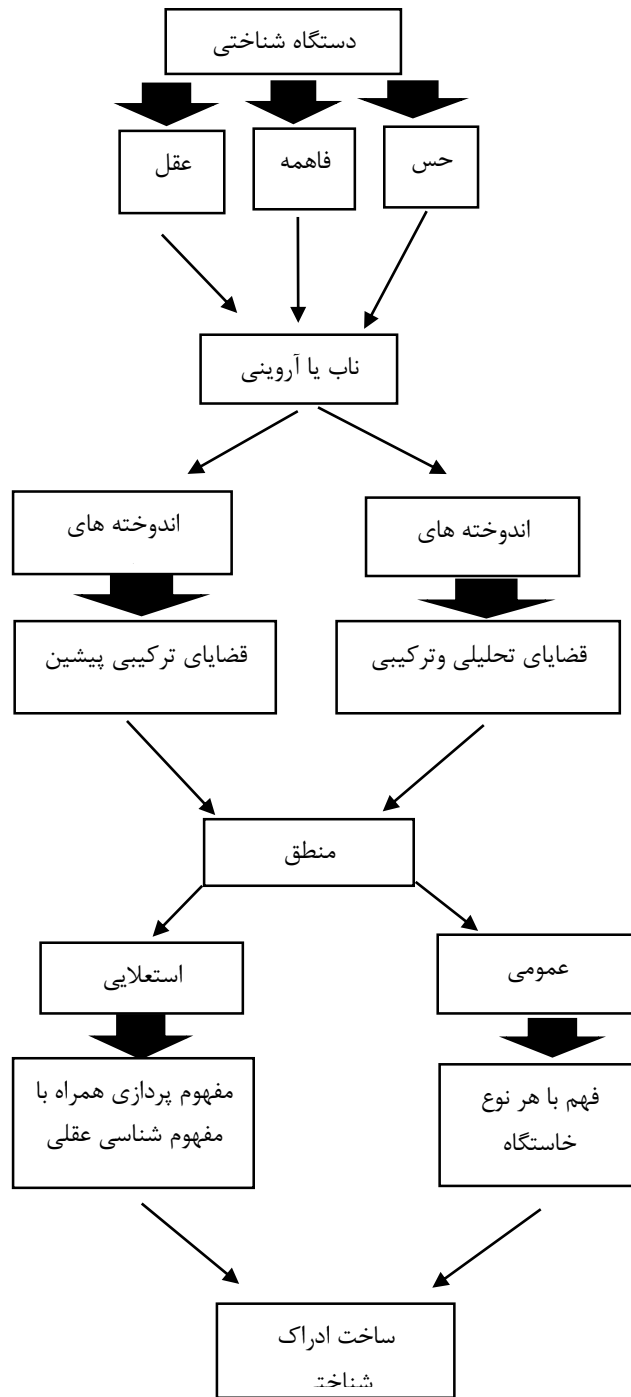 دستگاه شناختی
حس
فاهمه
عقل
ناب یا آروینی
اندوخته های
اندوخته های
قضایای تحلیلی وترکیبی
قضایای ترکیبی پیشین
منطق
عمومی
استعلایی
فهم با هر نوع
خاستگاه
مفهوم پردازی همراه با
مفهوم شناسی عقلی
ساخت ادراک